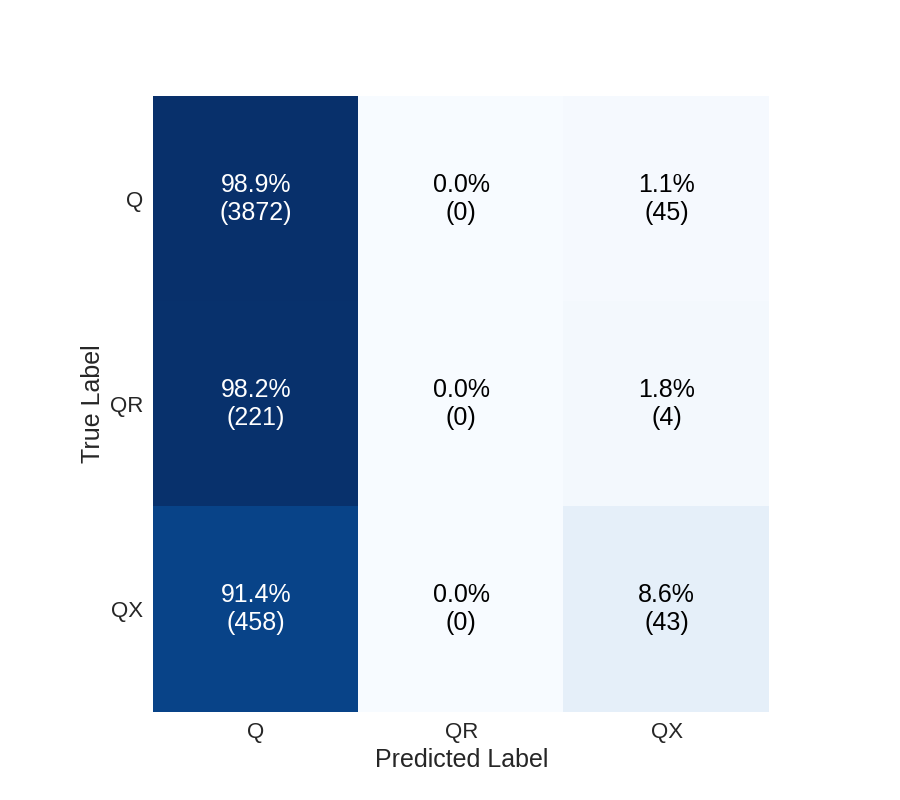 Q
98.9%
(3872)
0.0%
(0)
1.1%
(45)
QR
98.2%
(221)
0.0%
(0)
1.8%
(4)
QX
91.4%
(458)
0.0%
(0)
8.6%
(43)
True Label
Q
QR
QX
Predicted Label